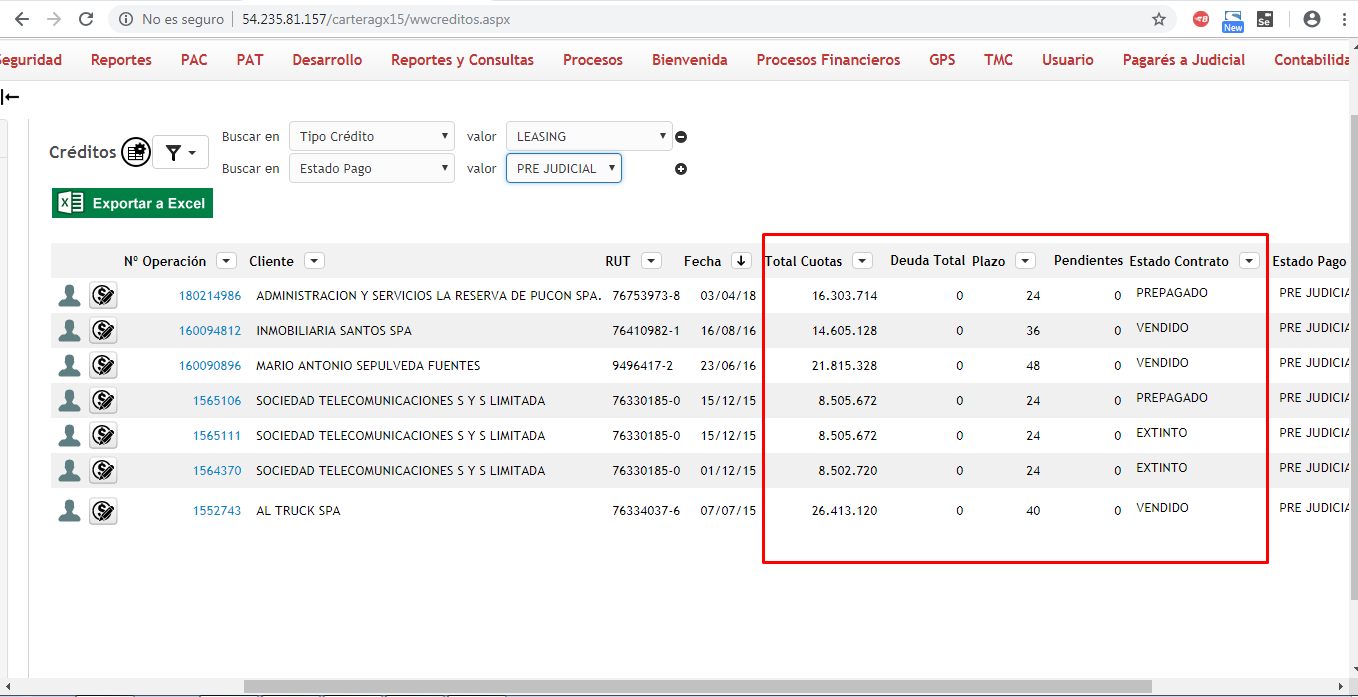 No es seguro 54.235.81.157/carteragx15/wwcreditos.aspx New Se
Seguridad Reportes PAC PAT Desarrollo Reportes y Consultas Procesos Bienvenida Procesos Financieros GPS TMC Usuario Pagarés a Judicial Contabilida
Buscar en Tipo Crédito valor LEASING
Créditos
Buscar en Estado Pago valor PRE JUDICIAL
Exportar a Excel
Nº Operación Cliente RUT Fecha Total Cuotas Deuda Total Plazo Pendientes Estado Contrato Estado Pago
180214986 ADMINISTRACION Y SERVICIOS LA RESERVA DE PUCON SPA. 76753973-8 03/04/18 16.303.714 0 24 0 PREPAGADO PRE JUDICIA
160094812 INMOBILIARIA SANTOS SPA 76410982-1 16/08/16 14.605.128 0 36 0 VENDIDO PRE JUDICIA
160090896 MARIO ANTONIO SEPULVEDA FUENTES 9496417-2 23/06/16 21.815.328 0 48 0 VENDIDO PRE JUDICIA
1565106 SOCIEDAD TELECOMUNICACIONES S Y S LIMITADA 76330185-0 15/12/15 8.505.672 0 24 0 PREPAGADO PRE JUDICIA
1565111 SOCIEDAD TELECOMUNICACIONES S Y S LIMITADA 76330185-0 15/12/15 8.505.672 0 24 0 EXTINTO PRE JUDICIA
1564370 SOCIEDAD TELECOMUNICACIONES S Y S LIMITADA 76330185-0 01/12/15 8.502.720 0 24 0 EXTINTO PRE JUDICIA
1552743 AL TRUCK SPA 76334037-6 07/07/15 26.413.120 0 40 0 VENDIDO PRE JUDICIA